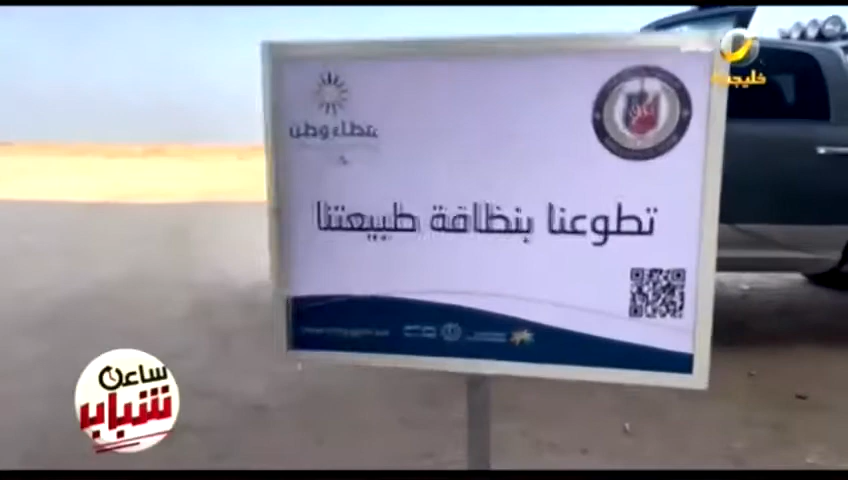 خليجية
عطاء وطن
تطوعنا بنظافة طبيعتنا
ساعة شباب